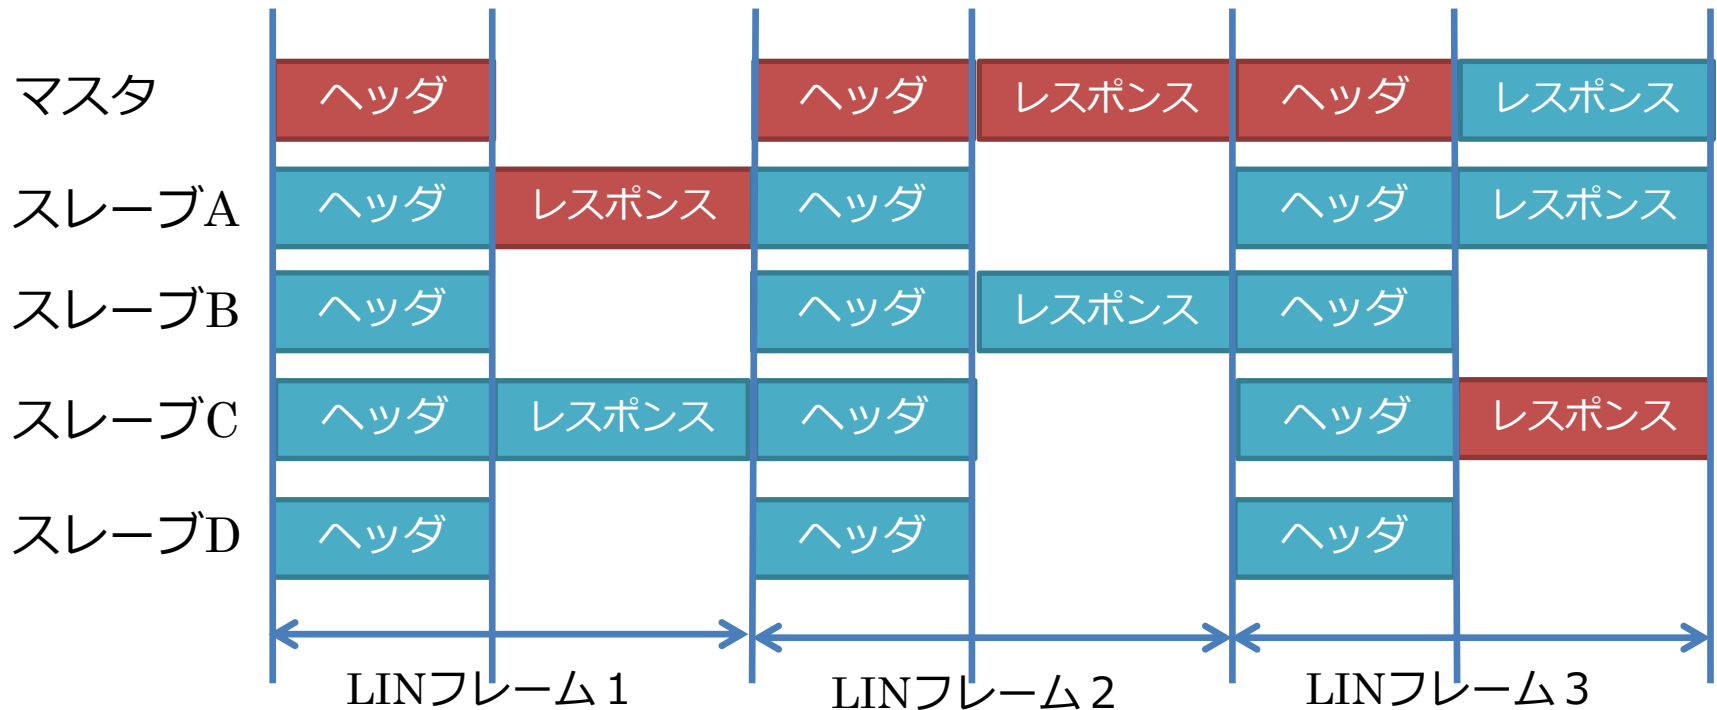 マスタ ヘッダ ヘッダ レスポンス ヘッダ レスポンス
スレーブA ヘッダ レスポンス ヘッダ ヘッダ レスポンス
スレーブB ヘッダ ヘッダ レスポンス ヘッダ
スレーブC ヘッダ レスポンス ヘッダ ヘッダ レスポンス
スレーブD ヘッダ ヘッダ ヘッダ
LINフレーム１ LINフレーム２ LINフレーム３